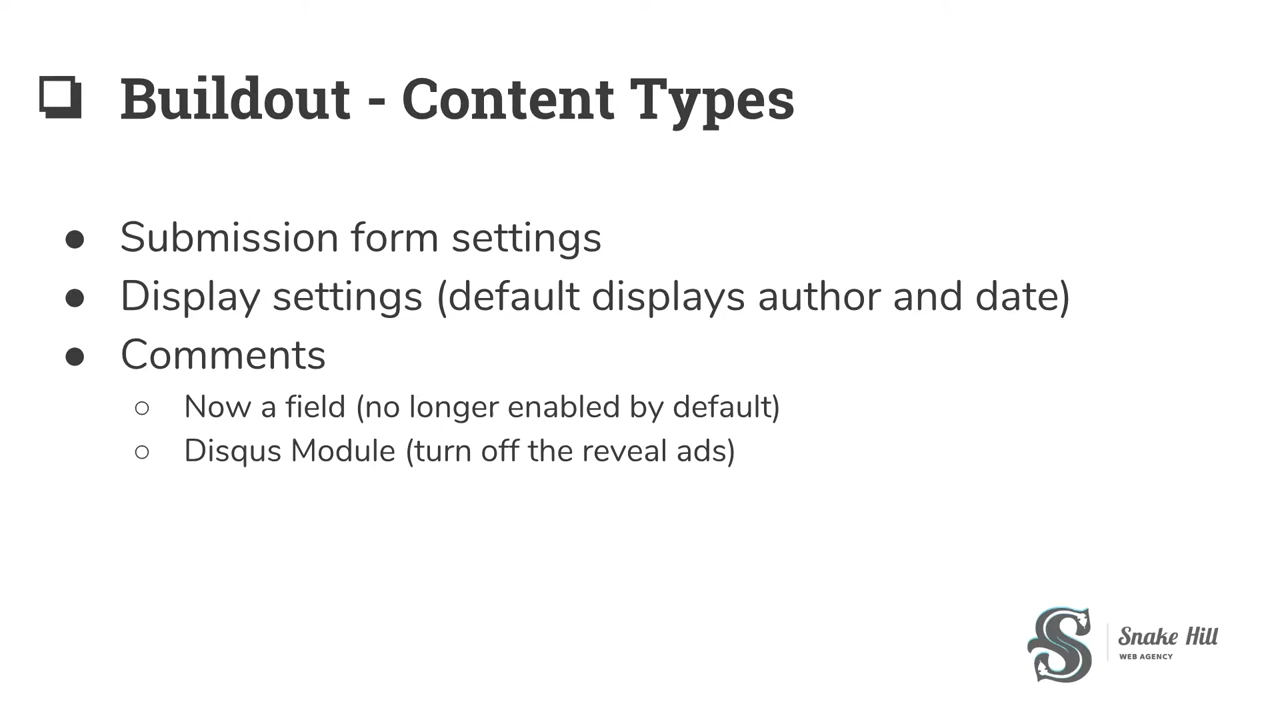 ❏ Buildout - Content Types
● Submission form settings
● Display settings (default displays author and date)
● Comments
○ Now a field (no longer enabled by default)
○ Disqus Module (turn off the reveal ads)
S
Snake Hill
WEB AGENCY